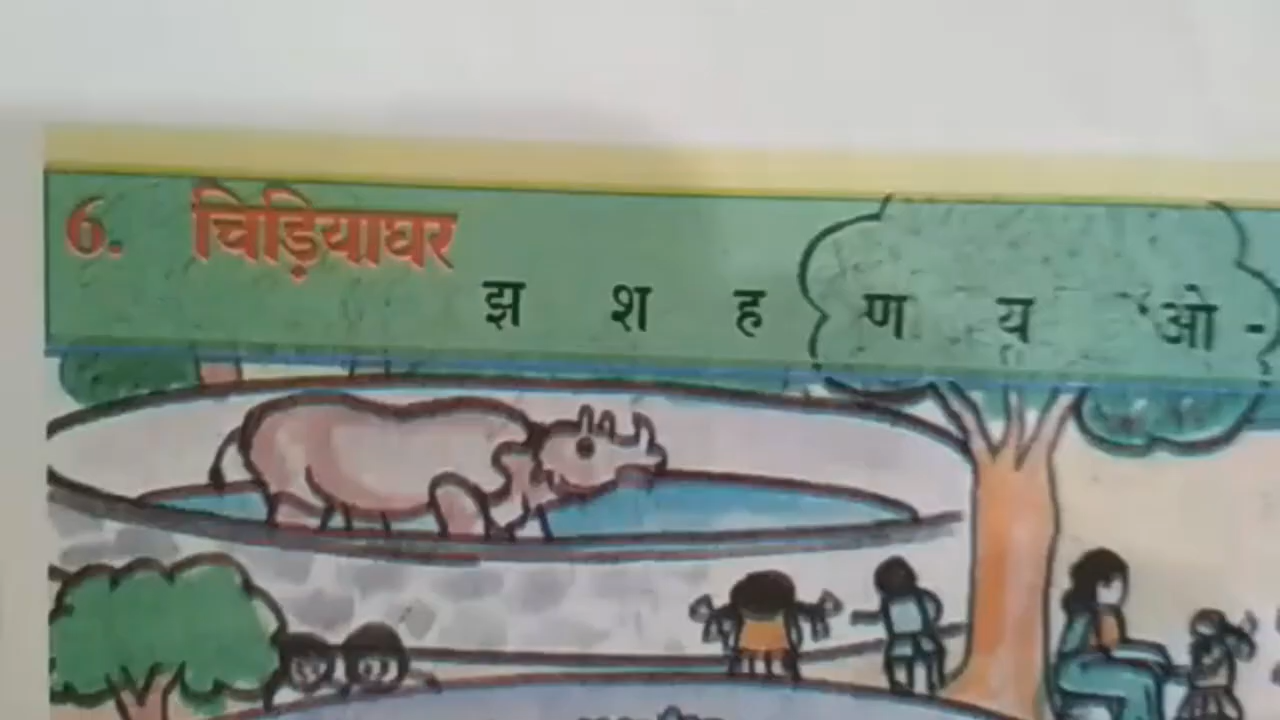 6. चिड़ियाघर
झ श ह ण य ओ -